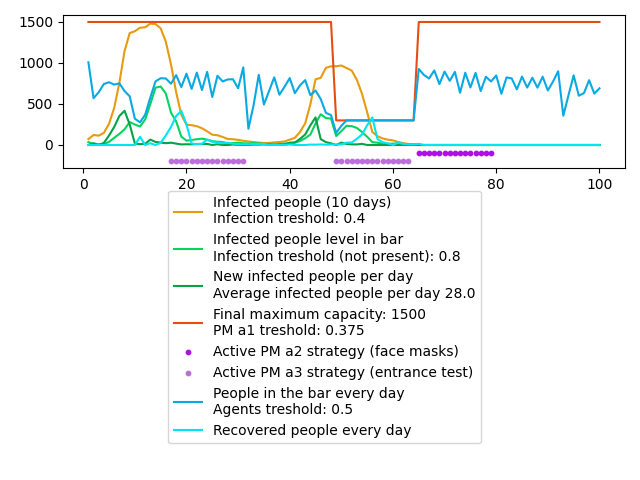 1500
1000
500
0
0 20 40 60 80 100
Infected people (10 days)
Infection treshold: 0.4
Infected people level in bar
Infection treshold (not present): 0.8
New infected people per day
Average infected people per day 28.0
Final maximum capacity: 1500
PM a1 treshold: 0.375
Active PM a2 strategy (face masks)
Active PM a3 strategy (entrance test)
People in the bar every day
Agents treshold: 0.5
Recovered people every day